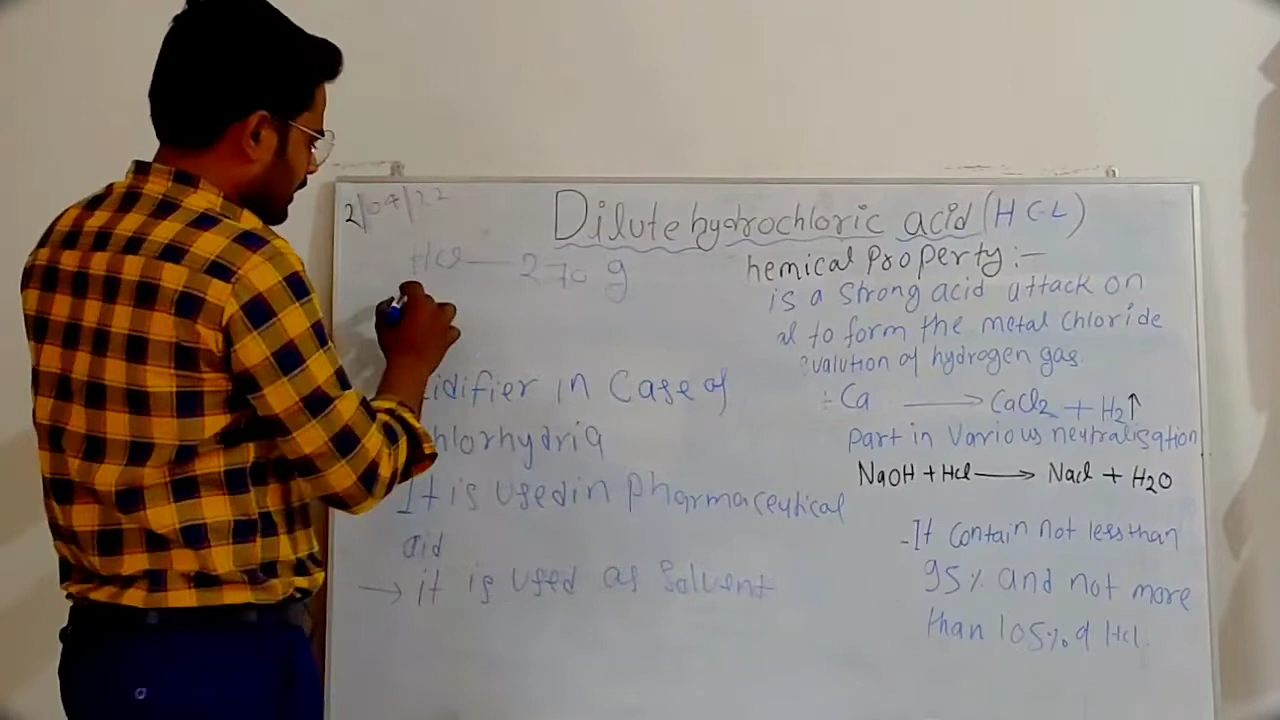 2/04/22
Dilute hydrochloric acid (HCL)
HCl — 270 g
idifier in Case of
hlorhydria
It is used in Pharmaceutical
aid
→ it is used as Solvent
hemical Property :-
is a strong acid attack on
al to form the metal chloride
evalution of hydrogen gas.
:- Ca → CaCl2 + H2↑
part in various neutralisation
NaOH + HCl → NaCl + H2O
- It contain not less than
95% and not more
than 105% of HCl.